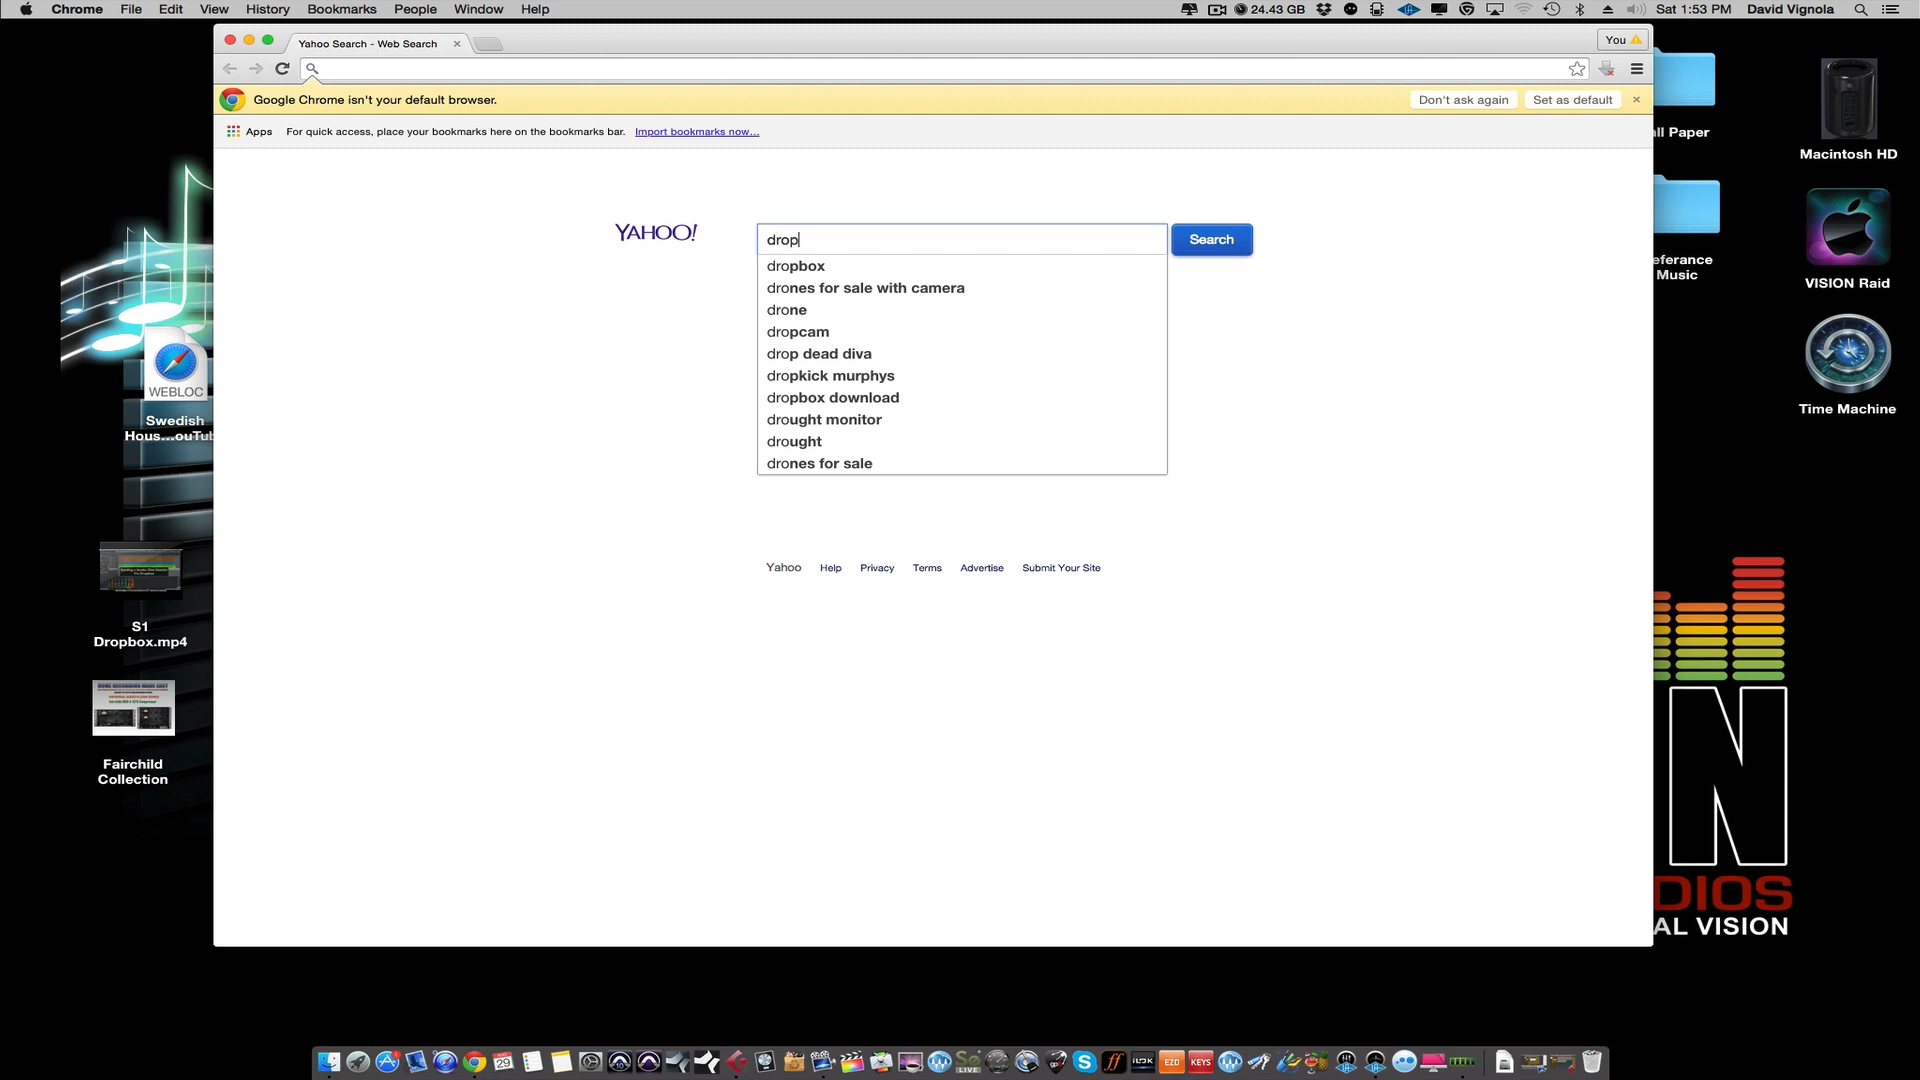 Chrome File Edit View History Bookmarks People Window Help 24.43 GB Sat 1:53 PM David Vignola
Yahoo Search - Web Search You
Google Chrome isn't your default browser. Don't ask again Set as default
Apps For quick access, place your bookmarks here on the bookmarks bar. Import bookmarks now...
YAHOO! drop Search
dropbox
drones for sale with camera
drone
dropcam
drop dead diva
dropkick murphys
dropbox download
drought monitor
drought
drones for sale
Yahoo Help Privacy Terms Advertise Submit Your Site
WEBLOC
Swedish
Hous...ouTub
S1
Dropbox.mp4
Fairchild
Collection
ll Paper
Macintosh HD
eferance
Music
VISION Raid
Time Machine
N
DIOS
AL VISION
29
LIVE
EZD
KEYS